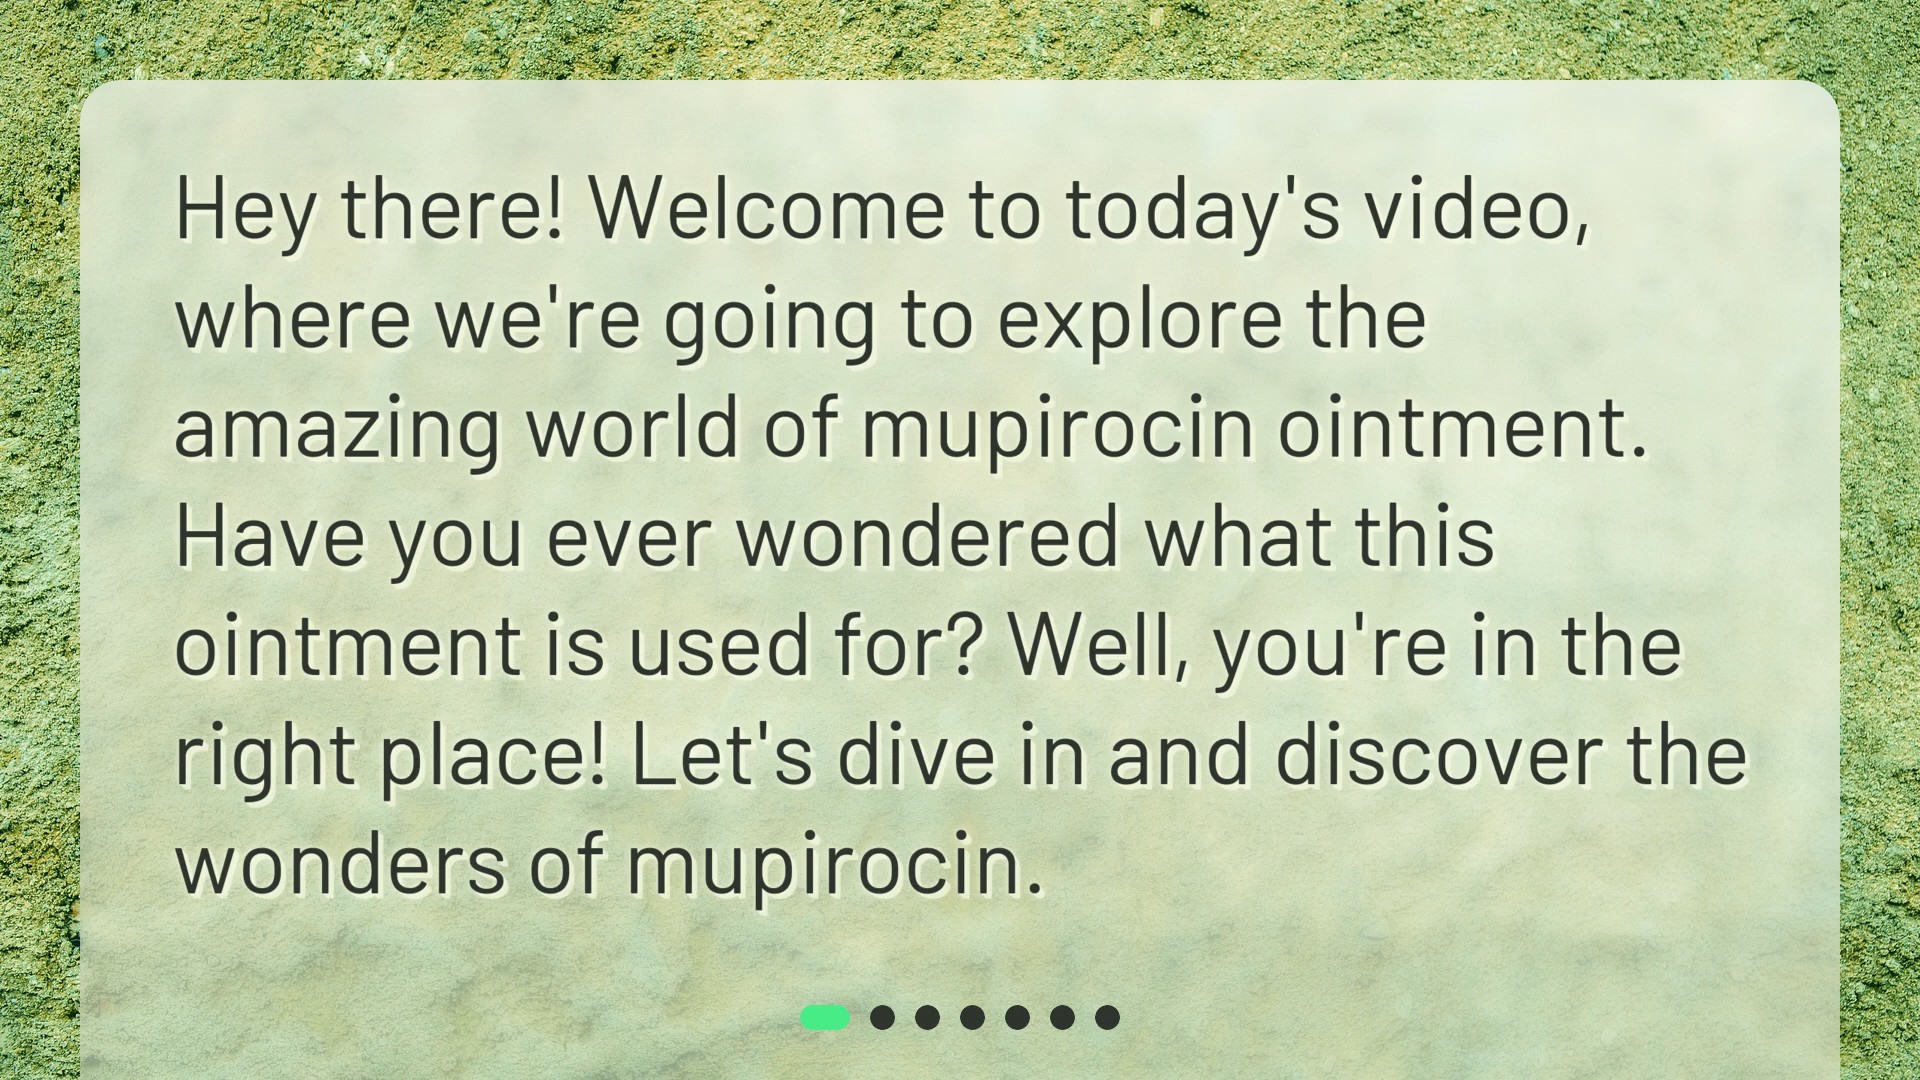 Hey there! Welcome to today's video,
where we're going to explore the
amazing world of mupirocin ointment.
Have you ever wondered what this
ointment is used for? Well, you're in the
right place! Let's dive in and discover the
wonders of mupirocin.